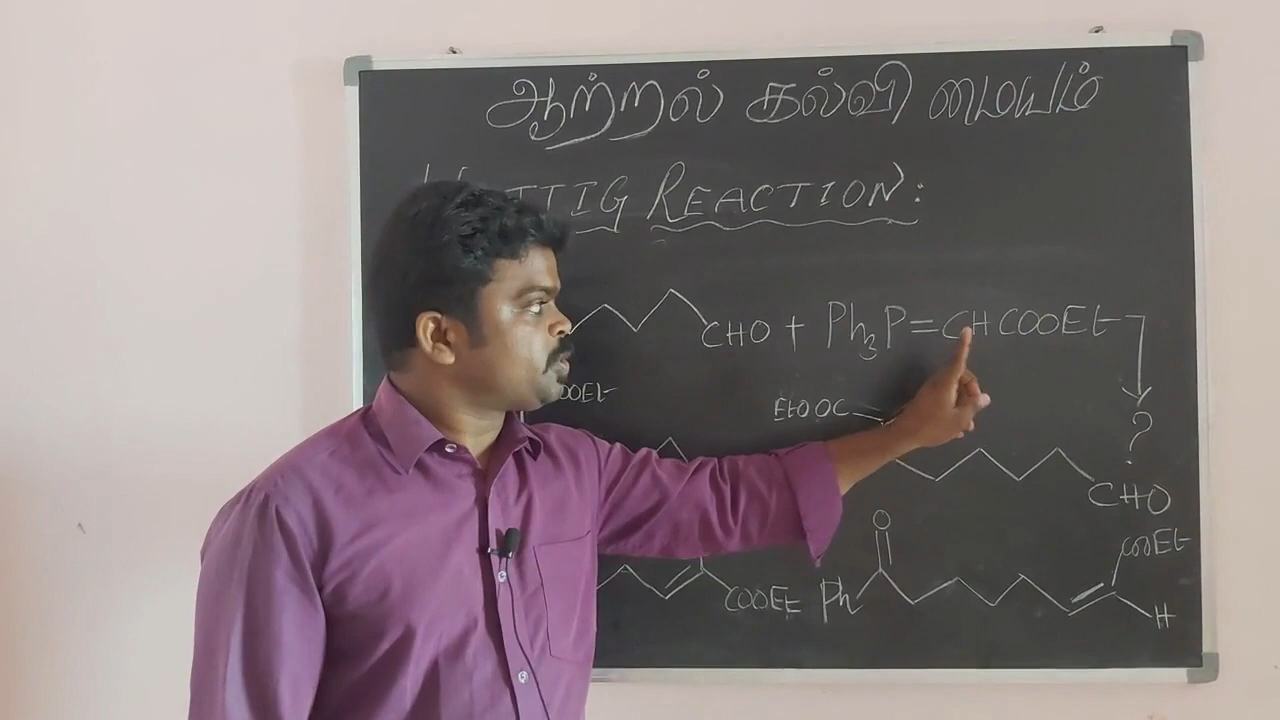 ஆற்றல் கல்வி மையம்
REACTION:
CHO + Ph₃P=CHCOOEt
?
EtOOC
CHO
O
COOEt
COOEt
Ph
H